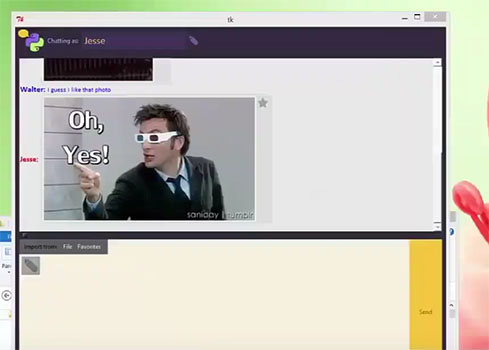 tk
Chatting as Jesse
Walter: i guess i like that photo
Oh,
Yes!
Jesse:
saniday | tumblr
Import from: File Favorites
Send